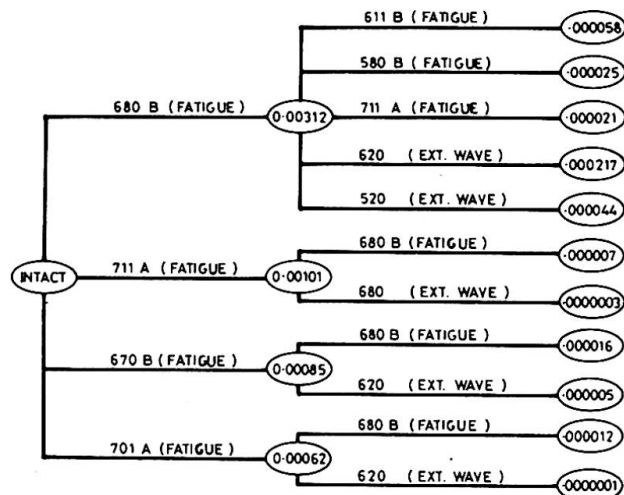 611 B (FATIGUE)
.000058
580 B (FATIGUE)
.000025
680 B (FATIGUE)
0.00312
711 A (FATIGUE)
.000021
620 (EXT. WAVE)
.000217
520 (EXT. WAVE)
.000044
INTACT
711 A (FATIGUE)
0.00101
680 B (FATIGUE)
.000007
680 (EXT. WAVE)
.0000003
670 B (FATIGUE)
0.00085
680 B (FATIGUE)
.000016
620 (EXT. WAVE)
.000005
701 A (FATIGUE)
0.00062
680 B (FATIGUE)
.000012
620 (EXT. WAVE)
.0000001